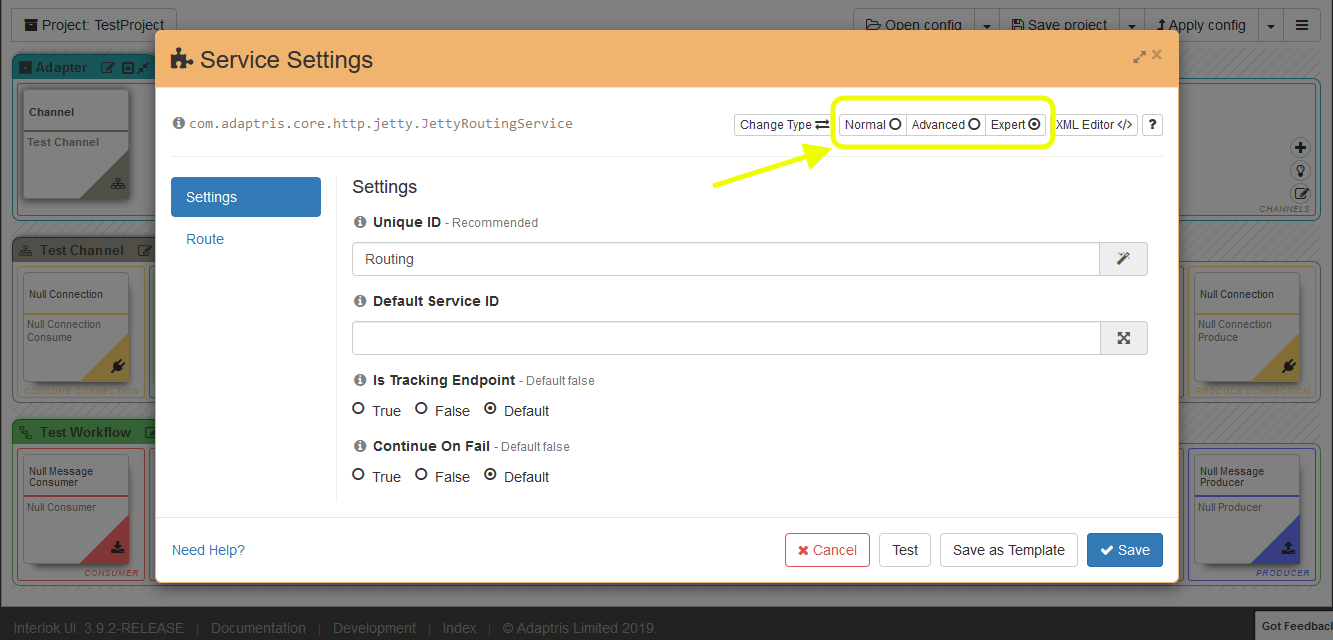 Project: TestProject
Open config
Save project
Apply config
Adapter
Service Settings
com.adaptris.core.http.jetty.JettyRoutingService
Change Type
Normal
Advanced
Expert
XML Editor </>
?
Channel
Test Channel
CHANNELS
Settings
Route
Settings
Unique ID - Recommended
Routing
Default Service ID
Is Tracking Endpoint - Default false
True False Default
Continue On Fail - Default false
True False Default
Test Channel
Null Connection
Null Connection
Consume
CONSUME CONNECTION
Null Connection
Null Connection
Produce
PRODUCE CONNECTION
Test Workflow
Null Message
Consumer
Null Consumer
CONSUMER
Null Message
Producer
Null Producer
PRODUCER
Need Help?
Cancel
Test
Save as Template
Save
Interlok UI 3.9.2-RELEASE | Documentation | Development | Index | © Adaptris Limited 2019.
Got Feedback